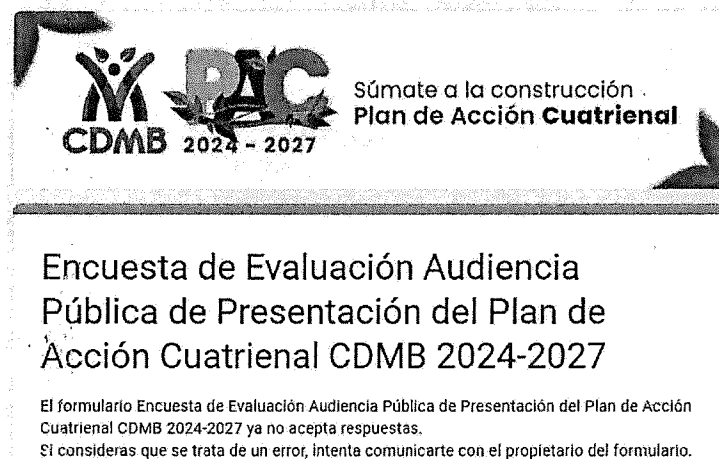 CDMB
PAC
2024 - 2027
Súmate a la construcción
Plan de Acción Cuatrienal
Encuesta de Evaluación Audiencia
Pública de Presentación del Plan de
Acción Cuatrienal CDMB 2024-2027
El formulario Encuesta de Evaluación Audiencia Pública de Presentación del Plan de Acción
Cuatrienal CDMB 2024-2027 ya no acepta respuestas.
Si consideras que se trata de un error, intenta comunicarte con el propietario del formulario.